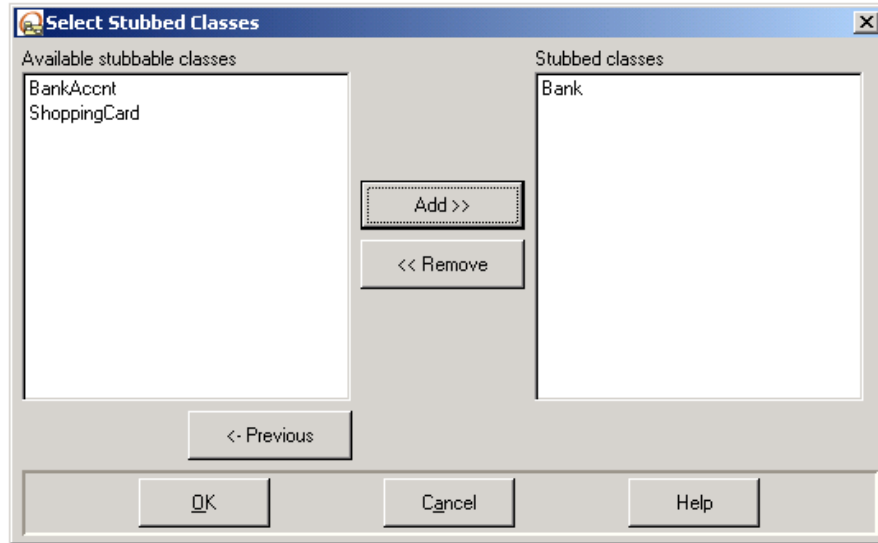 Select Stubbed Classes
Available stubbable classes
Stubbed classes
BankAccnt
ShoppingCard
Bank
Add >>
<< Remove
<- Previous
OK
Cancel
Help